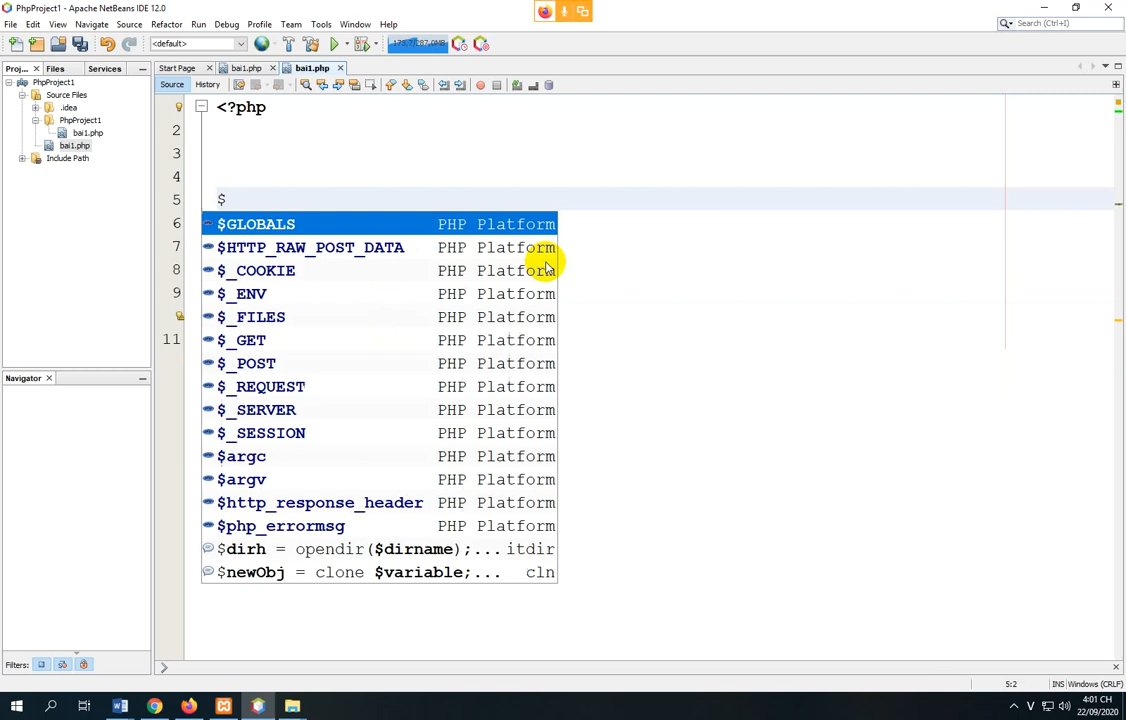 PhpProject1 - Apache NetBeans IDE 12.0
File Edit View Navigate Source Refactor Run Debug Profile Team Tools Window Help
Search (Ctrl+I)
<default>
173,7/287,0MB
Proj... Files Services
Start Page bai1.php bai1.php
PhpProject1
Source Files
.idea
PhpProject1
bai1.php
bai1.php
Include Path
Source History
<?php
2
3
4
5 $
6 $GLOBALS PHP Platform
7 $HTTP_RAW_POST_DATA PHP Platform
8 $_COOKIE PHP Platform
9 $_ENV PHP Platform
$_FILES PHP Platform
11 $_GET PHP Platform
$_POST PHP Platform
$_REQUEST PHP Platform
$_SERVER PHP Platform
$_SESSION PHP Platform
$argc PHP Platform
$argv PHP Platform
$http_response_header PHP Platform
$php_errormsg PHP Platform
$dirh = opendir($dirname);... itdir
$newObj = clone $variable;... cln
Navigator
Filters:
5:2 INS Windows (CRLF)
4:01 CH
22/09/2020